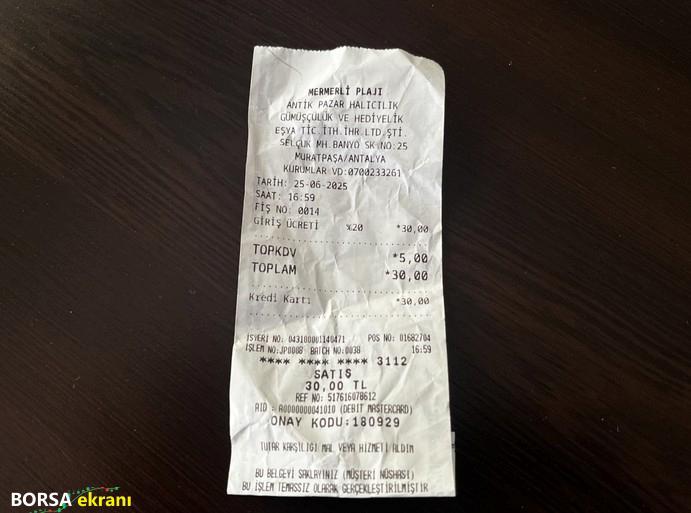 MERMERLİ PLAJI
ANTİK PAZAR HALICILIK
GÜMÜŞÇÜLÜK VE HEDİYELİK
EŞYA TİC.İTH.İHR.LTD.ŞTİ.
SELÇUK MH.BANYO SK.NO:25
MURATPAŞA/ANTALYA
KURUMLAR VD:0700233261
TARİH: 25-06-2025
SAAT: 16:59
FİŞ NO: 0014
GİRİŞ ÜCRETİ %20 *30,00
TOPKDV *5,00
TOPLAM *30,00
Kredi Kartı *30,00
İŞYERİ NO: 043100001140471 POS NO: 01682704
İŞLEM NO:JP0008 BATCH NO:0038 16:59
**** **** **** 3112
SATIŞ
30,00 TL
REF NO: 517616078612
AID : A0000000041010 (DEBIT MASTERCARD)
ONAY KODU:180929
TUTAR KARŞILIĞI MAL VEYA HİZMETİ ALDIM
BU BELGEYİ SAKLAYINIZ (MÜŞTERİ NÜSHASI)
BU İŞLEM TEMASSIZ OLARAK GERÇEKLEŞTİRİLMİŞTİR
BORSA ekranı